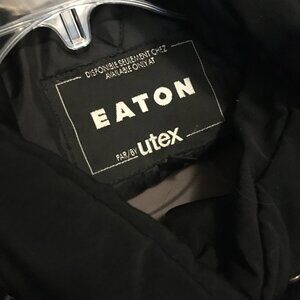 DISPONIBLE SEULEMENT CHEZ
AVAILABLE ONLY AT
EATON
PAR/BY utex